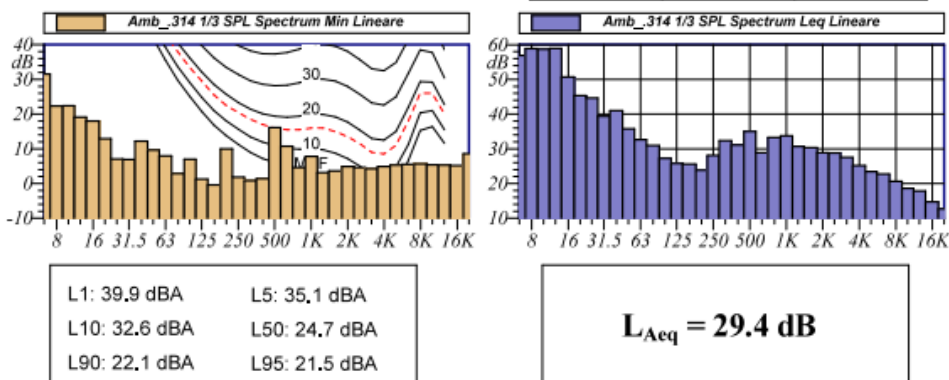 Amb_.314 1/3 SPL Spectrum Min Lineare
Amb_.314 1/3 SPL Spectrum Leq Lineare
40
dB
30
20
10
0
-10
30
20
10
8 16 31.5 63 125 250 500 1K 2K 4K 8K 16K
60
dB
50
40
30
20
10
8 16 31.5 63 125 250 500 1K 2K 4K 8K 16K
L1: 39.9 dBA L5: 35.1 dBA
L10: 32.6 dBA L50: 24.7 dBA
L90: 22.1 dBA L95: 21.5 dBA
LAeq = 29.4 dB